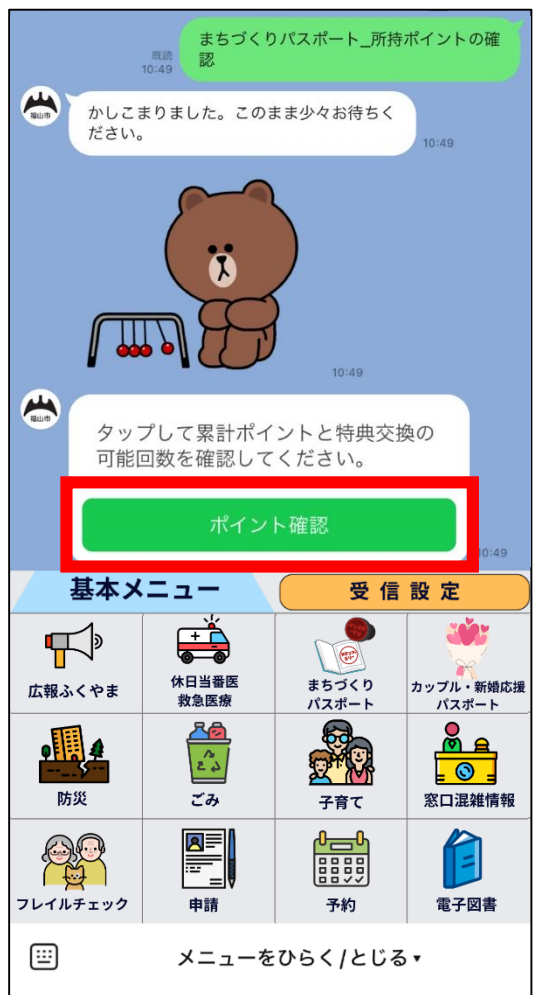 まちづくりパスポート_所持ポイントの確
認
既読
10:49
福山市
かしこまりました。このまま少々お待ちく
ださい。
10:49
10:49
福山市
タップして累計ポイントと特典交換の
可能回数を確認してください。
ポイント確認
10:49
基本メニュー
受信設定
広報ふくやま
休日当番医
救急医療
まちづくり
パスポート
カップル・新婚応援
パスポート
防災
ごみ
子育て
窓口混雑情報
フレイルチェック
申請
予約
電子図書
メニューをひらく/とじる▾